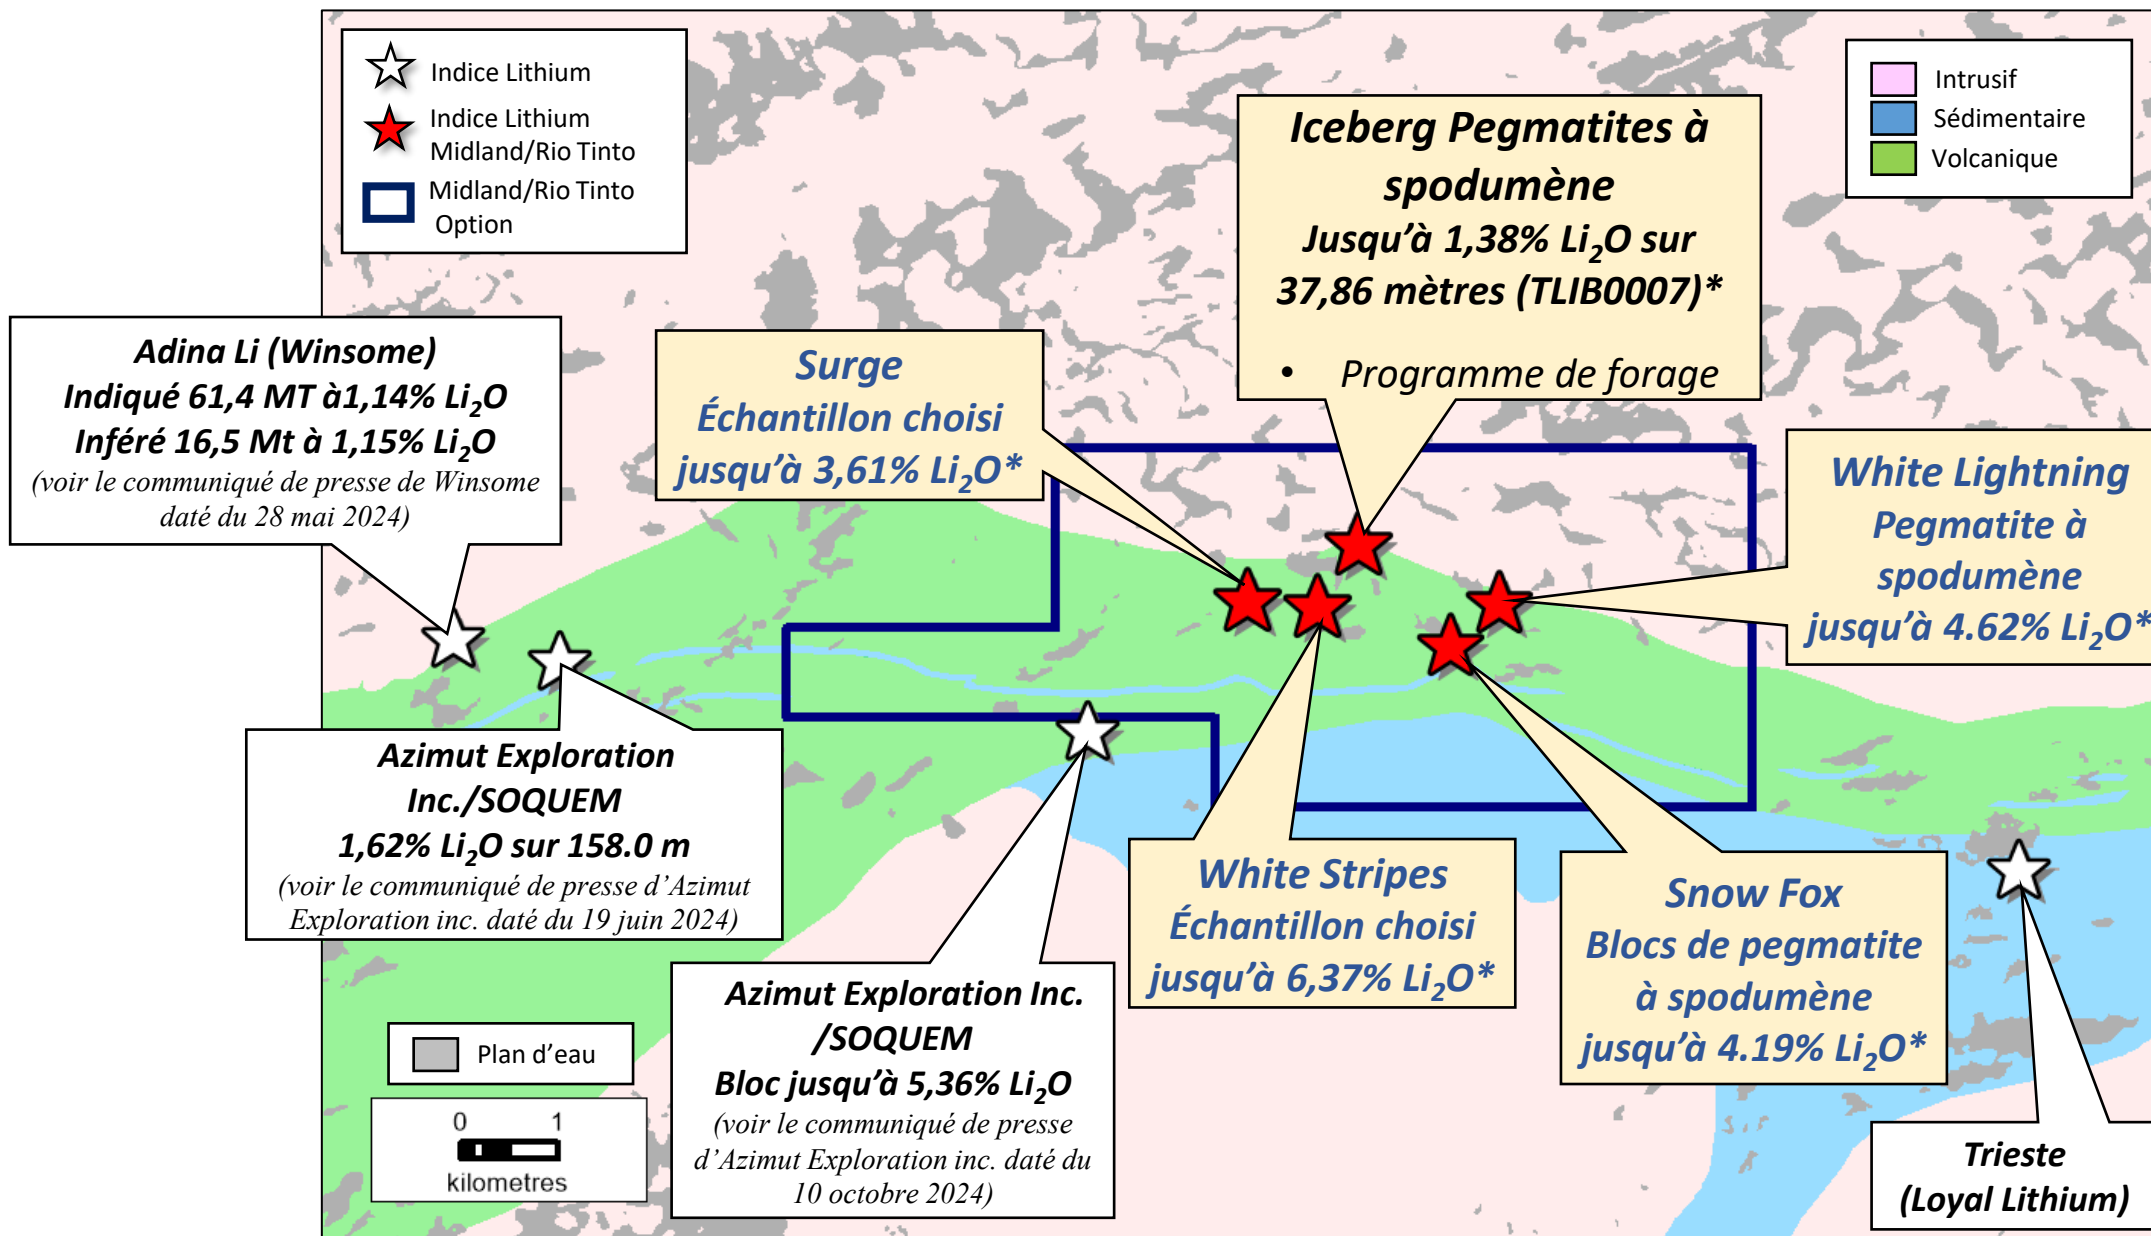 Indice Lithium
Indice Lithium
Midland/Rio Tinto
Midland/Rio Tinto
Option
Intrusif
Sédimentaire
Volcanique
Iceberg Pegmatites à
spodumène
Jusqu’à 1,38% Li₂O sur
37,86 mètres (TLIB0007)*
• Programme de forage
Adina Li (Winsome)
Indiqué 61,4 MT à1,14% Li₂O
Inféré 16,5 Mt à 1,15% Li₂O
(voir le communiqué de presse de Winsome
daté du 28 mai 2024)
Surge
Échantillon choisi
jusqu’à 3,61% Li₂O*
White Lightning
Pegmatite à
spodumène
jusqu’à 4.62% Li₂O*
Azimut Exploration
Inc./SOQUEM
1,62% Li₂O sur 158.0 m
(voir le communiqué de presse d’Azimut
Exploration inc. daté du 19 juin 2024)
White Stripes
Échantillon choisi
jusqu’à 6,37% Li₂O*
Snow Fox
Blocs de pegmatite
à spodumène
jusqu’à 4.19% Li₂O*
Azimut Exploration Inc.
/SOQUEM
Bloc jusqu’à 5,36% Li₂O
(voir le communiqué de presse
d’Azimut Exploration inc. daté du
10 octobre 2024)
Plan d’eau
0 1
kilometres
Trieste
(Loyal Lithium)